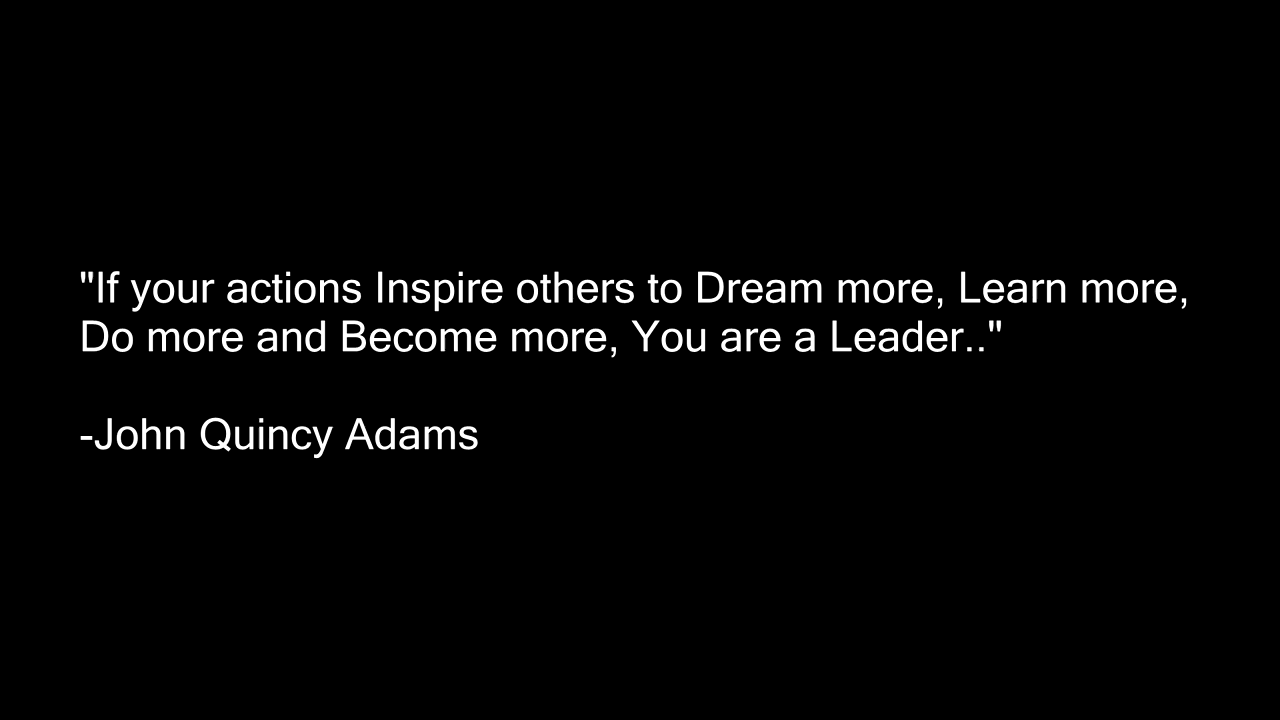 "If your actions Inspire others to Dream more, Learn more,
Do more and Become more, You are a Leader.."
-John Quincy Adams